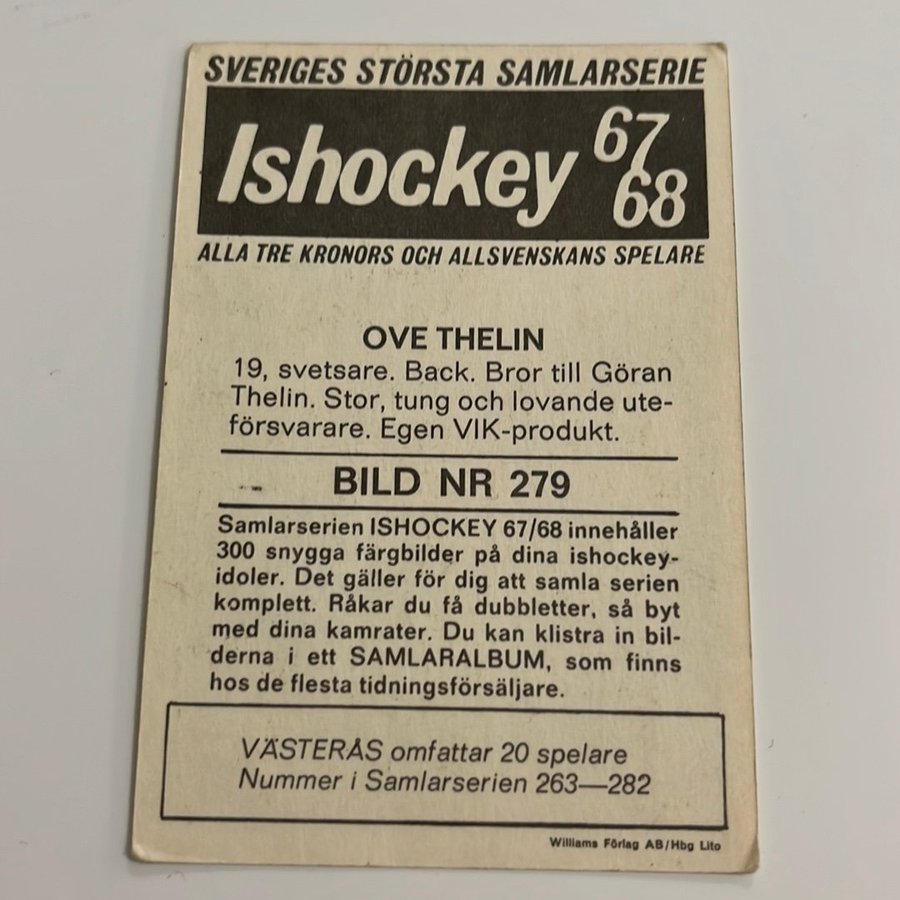 SVERIGES STÖRSTA SAMLARSERIE
Ishockey 67
68
ALLA TRE KRONORS OCH ALLSVENSKANS SPELARE
OVE THELIN
19, svetsare. Back. Bror till Göran
Thelin. Stor, tung och lovande ute-
försvarare. Egen VIK-produkt.
BILD NR 279
Samlarserien ISHOCKEY 67/68 innehåller
300 snygga färgbilder på dina ishockey-
idoler. Det gäller för dig att samla serien
komplett. Råkar du få dubbletter, så byt
med dina kamrater. Du kan klistra in bil-
derna i ett SAMLARALBUM, som finns
hos de flesta tidningsförsäljare.
VÄSTERÅS omfattar 20 spelare
Nummer i Samlarserien 263—282
Williams Förlag AB/Hbg Lito